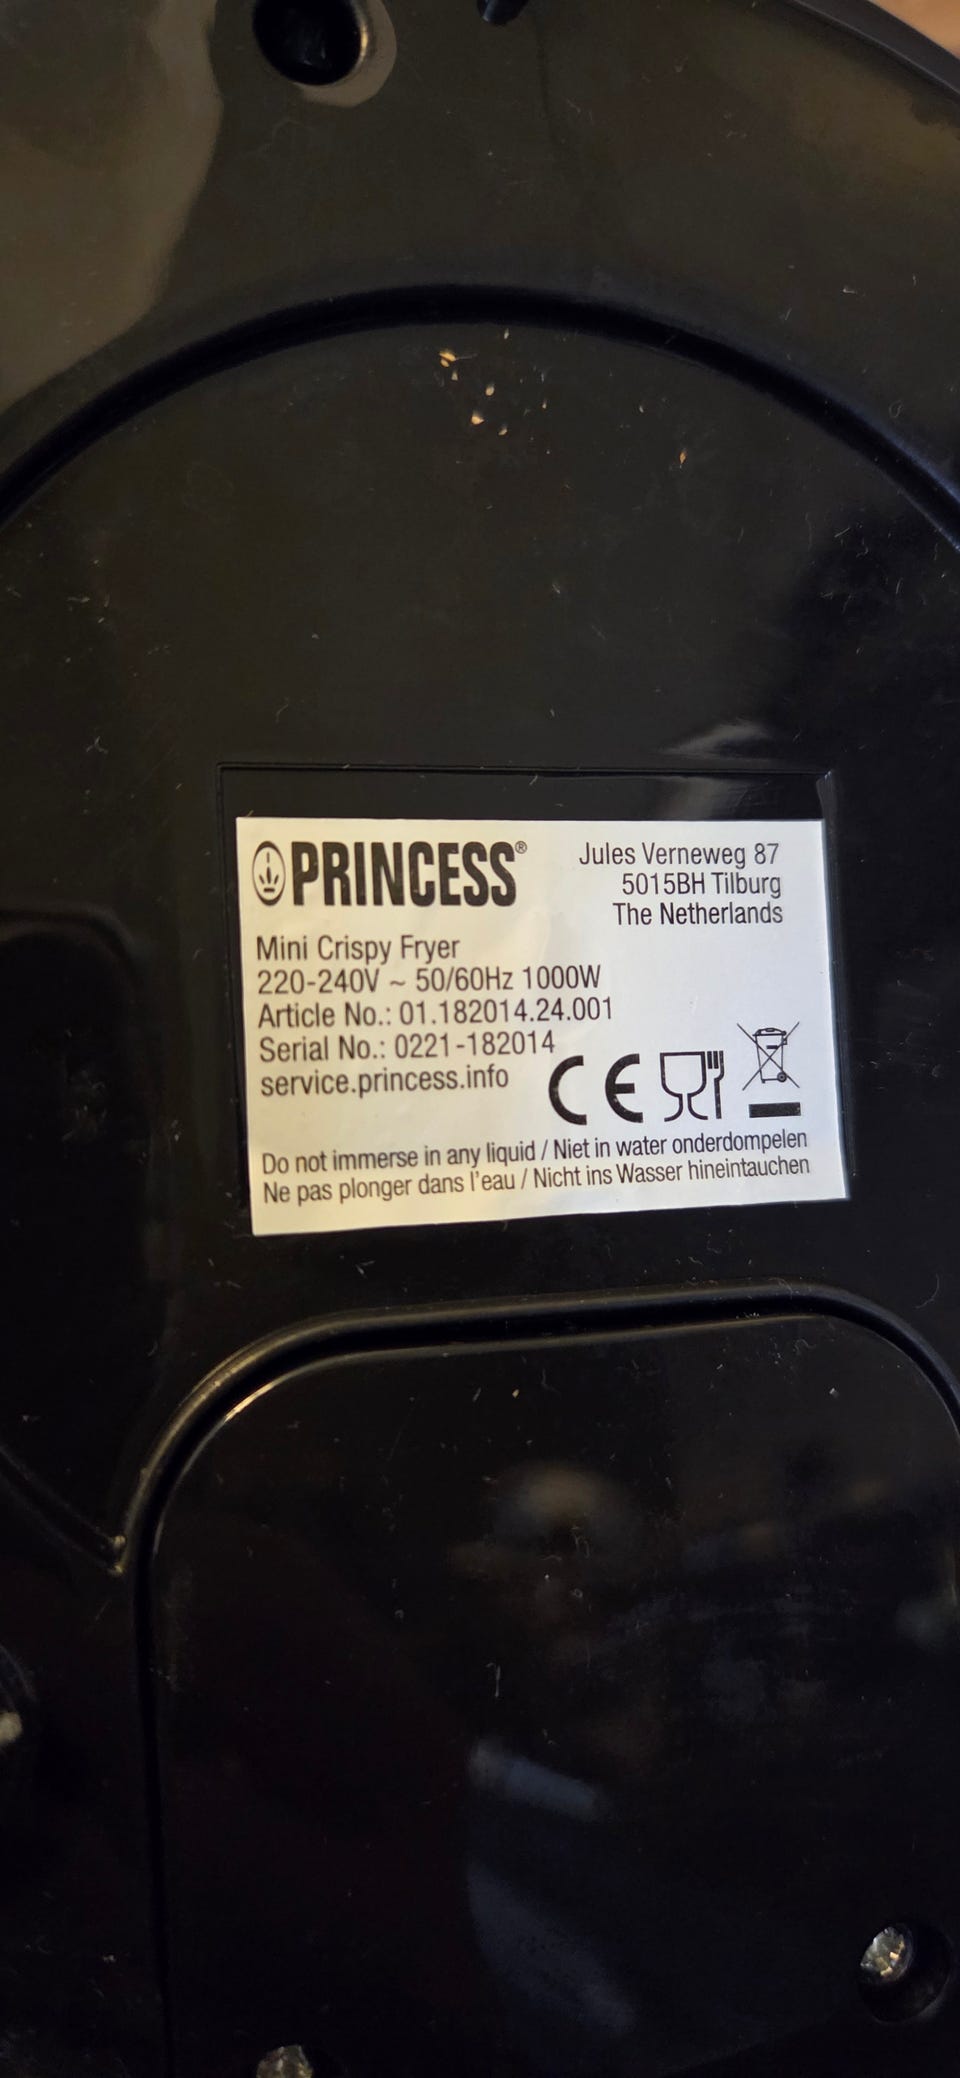 PRINCESS®
Jules Verneweg 87
5015BH Tilburg
The Netherlands
Mini Crispy Fryer
220-240V ~ 50/60Hz 1000W
Article No.: 01.182014.24.001
Serial No.: 0221-182014
service.princess.info
CE
Do not immerse in any liquid / Niet in water onderdompelen
Ne pas plonger dans l'eau / Nicht ins Wasser hineintauchen